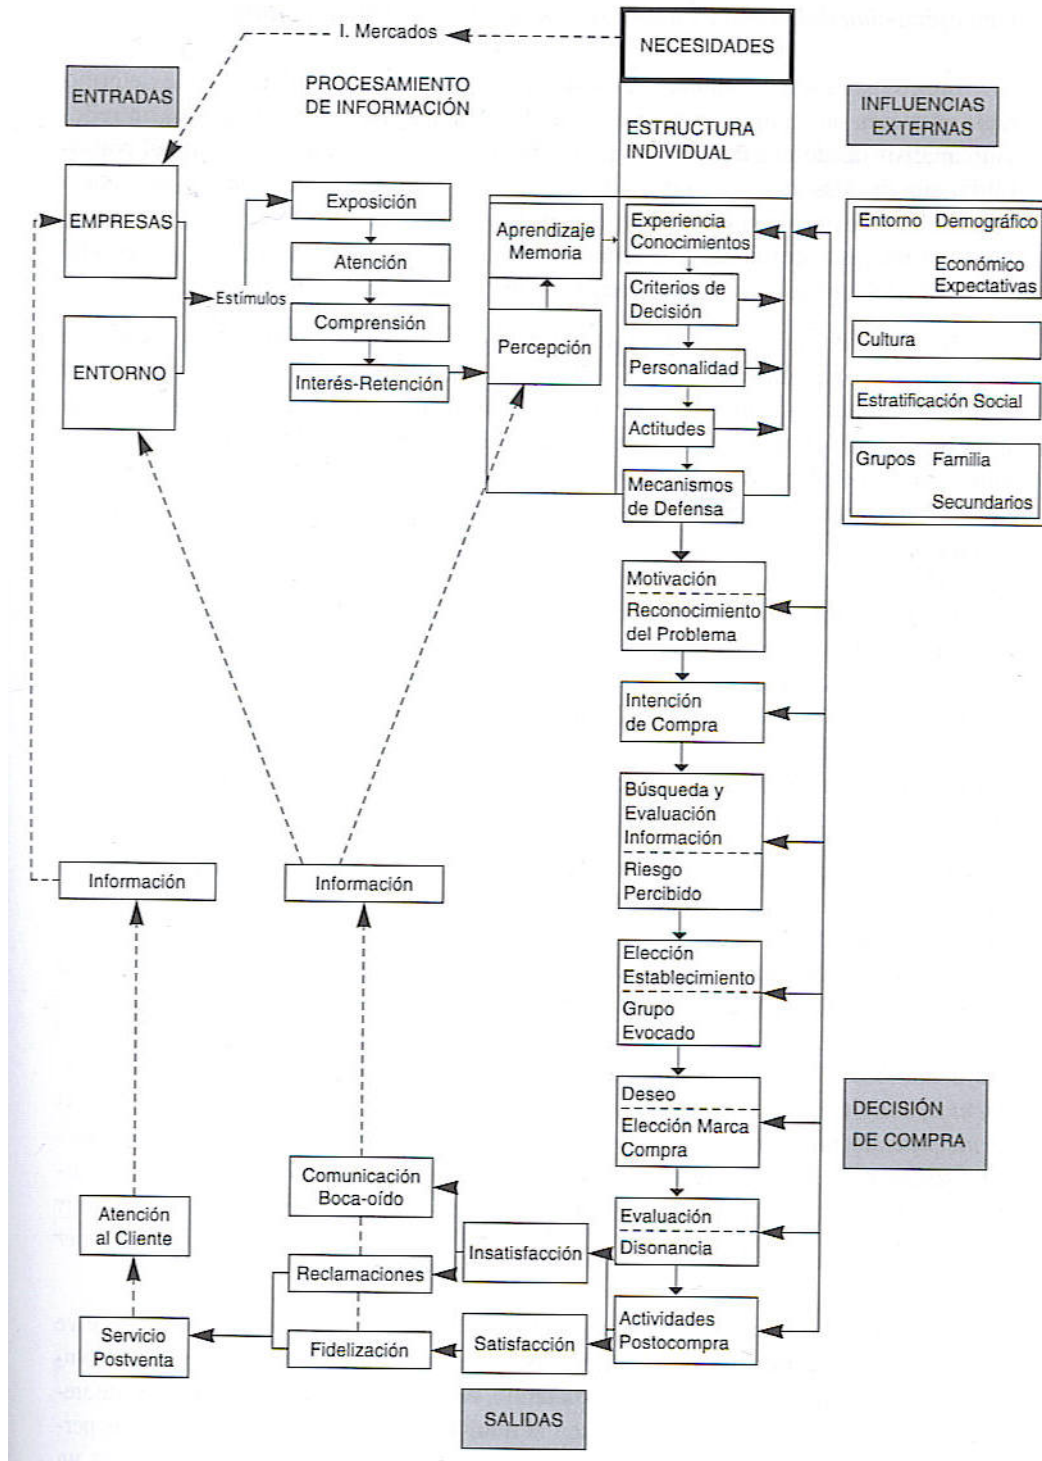 I. Mercados
NECESIDADES
ENTRADAS
PROCESAMIENTO
DE INFORMACIÓN
INFLUENCIAS
EXTERNAS
ESTRUCTURA
INDIVIDUAL
EMPRESAS
Exposición
Aprendizaje
Memoria
Experiencia
Conocimientos
Entorno Demográfico
Económico
Expectativas
Atención
Estímulos
Criterios de
Decisión
Comprensión
Percepción
Cultura
ENTORNO
Interés-Retención
Personalidad
Estratificación Social
Actitudes
Grupos Familia
Secundarios
Mecanismos
de Defensa
Motivación
Reconocimiento
del Problema
Intención
de Compra
Búsqueda y
Evaluación
Información
Riesgo
Percibido
Información
Información
Elección
Establecimiento
Grupo
Evocado
Deseo
Elección Marca
Compra
DECISIÓN
DE COMPRA
Comunicación
Boca-oído
Atención
al Cliente
Evaluación
Disonancia
Insatisfacción
Reclamaciones
Actividades
Postocompra
Servicio
Postventa
Fidelización
Satisfacción
SALIDAS